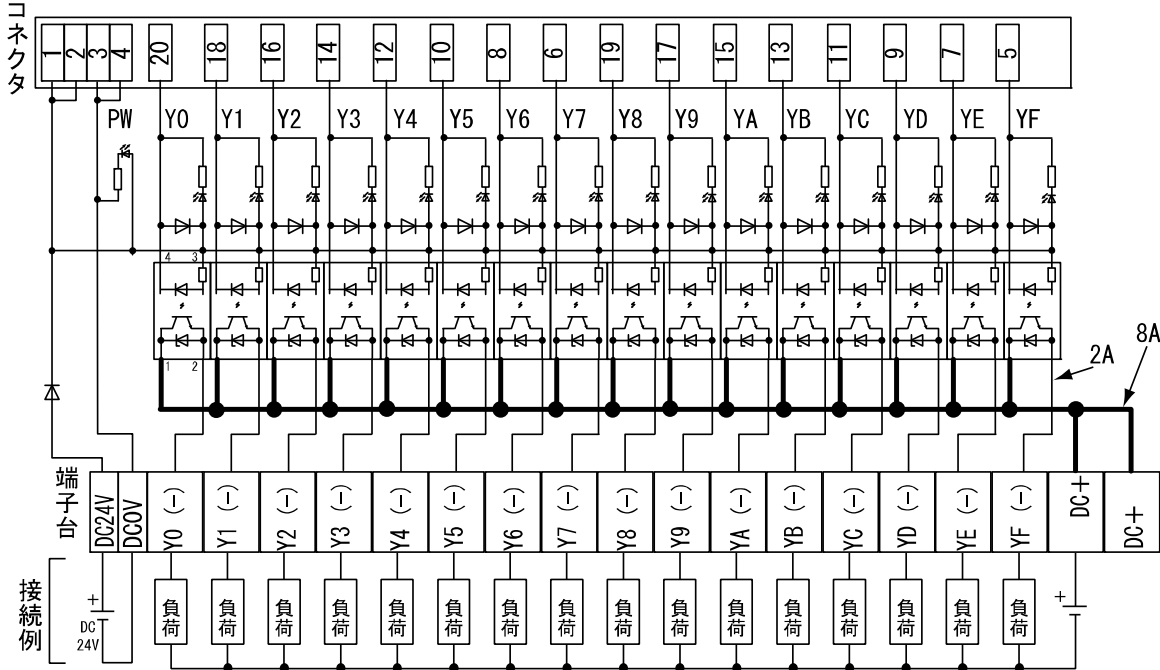 コネクタ
1 2 3 4 20 18 16 14 12 10 8 6 19 17 15 13 11 9 7 5
PW Y0 Y1 Y2 Y3 Y4 Y5 Y6 Y7 Y8 Y9 YA YB YC YD YE YF
4 3
1 2
2A
8A
端子台
DC24V DC0V Y0 (−) Y1 (−) Y2 (−) Y3 (−) Y4 (−) Y5 (−) Y6 (−) Y7 (−) Y8 (−) Y9 (−) YA (−) YB (−) YC (−) YD (−) YE (−) YF (−) DC+ DC+
接続例
+
DC
24V
負荷 負荷 負荷 負荷 負荷 負荷 負荷 負荷 負荷 負荷 負荷 負荷 負荷 負荷 負荷 負荷
+